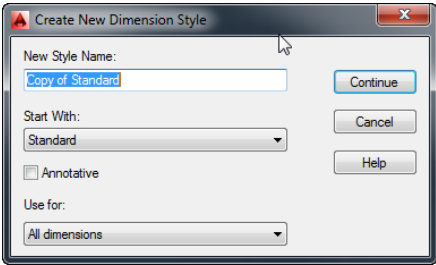 Create New Dimension Style
New Style Name:
Copy of Standard
Continue
Start With:
Cancel
Standard
Help
Annotative
Use for:
All dimensions